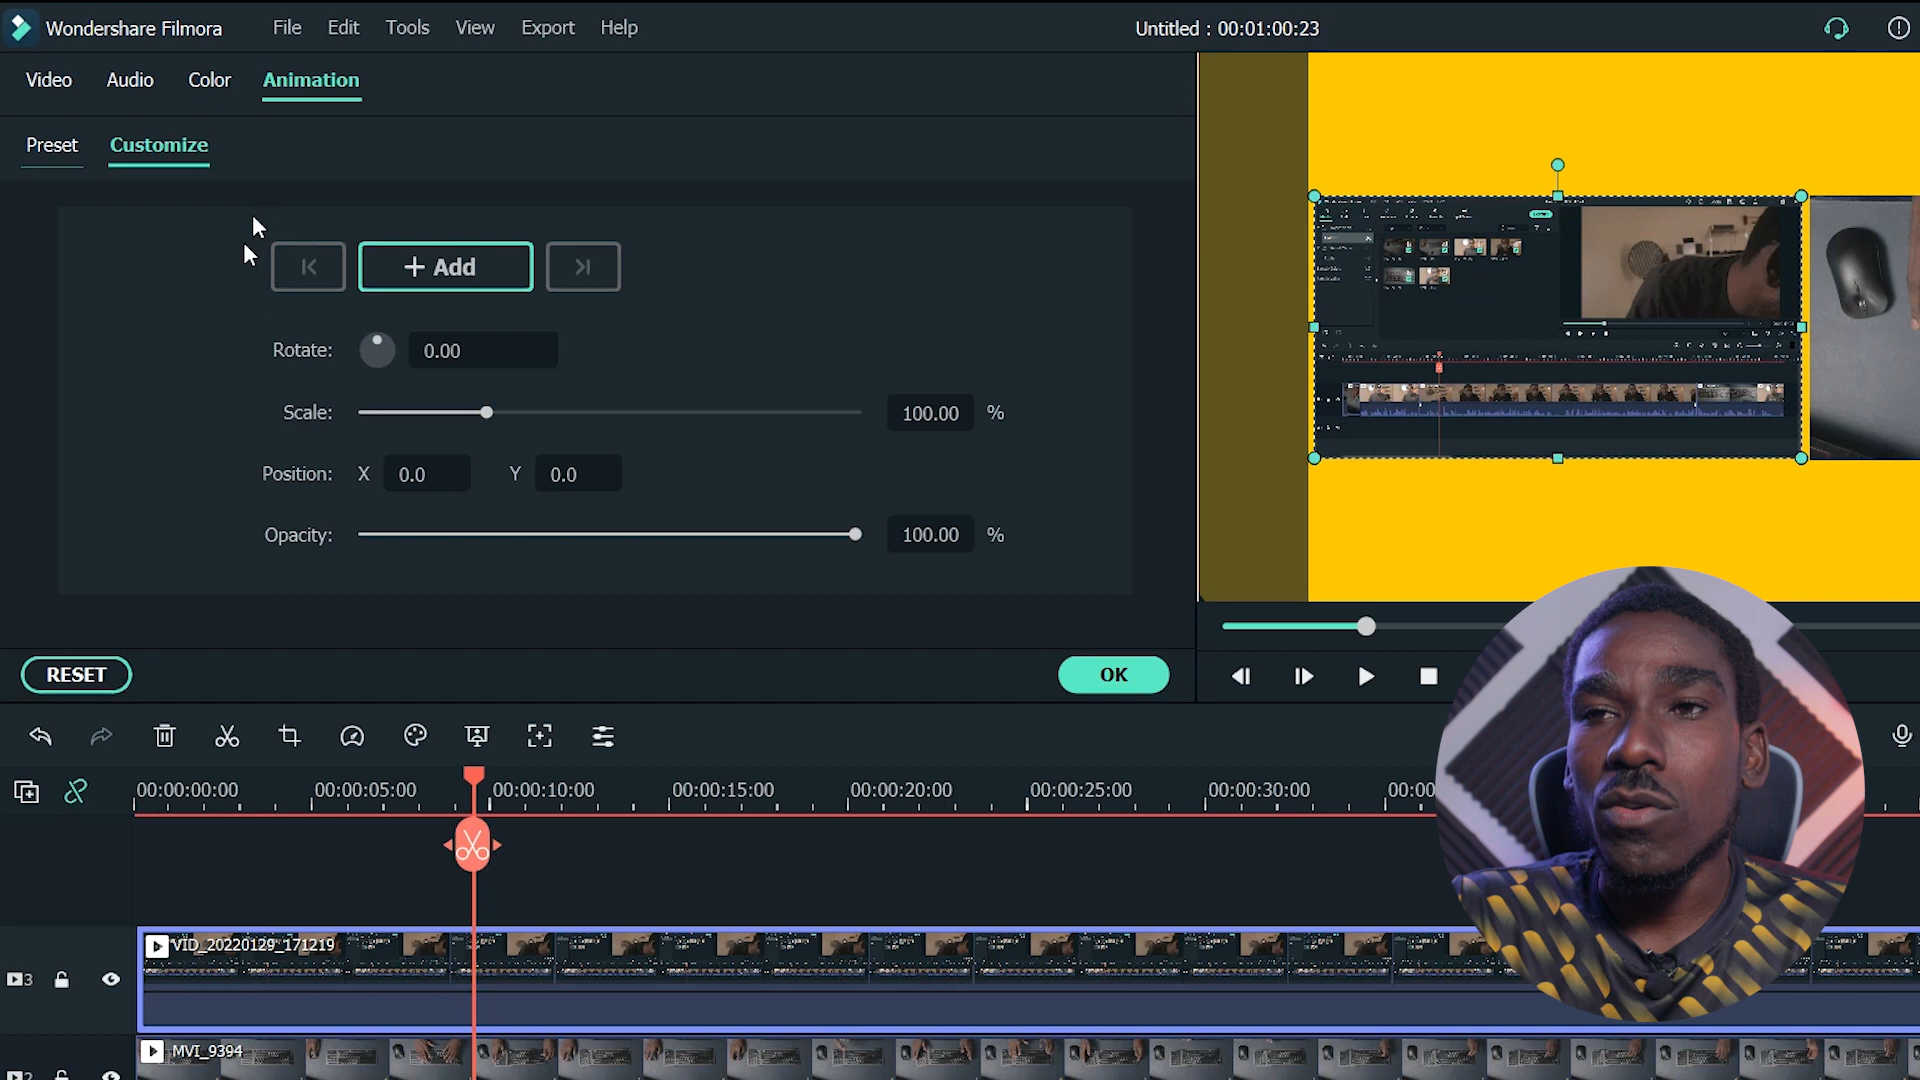 Wondershare Filmora File Edit Tools View Export Help Untitled : 00:01:00:23
Video Audio Color Animation
Preset Customize
+ Add
Rotate: 0.00
Scale: 100.00 %
Position: X 0.0 Y 0.0
Opacity: 100.00 %
RESET OK
00:00:00:00 00:00:05:00 00:00:10:00 00:00:15:00 00:00:20:00 00:00:25:00 00:00:30:00 00:00
VID_20220129_171219
3
MVI_9394
2